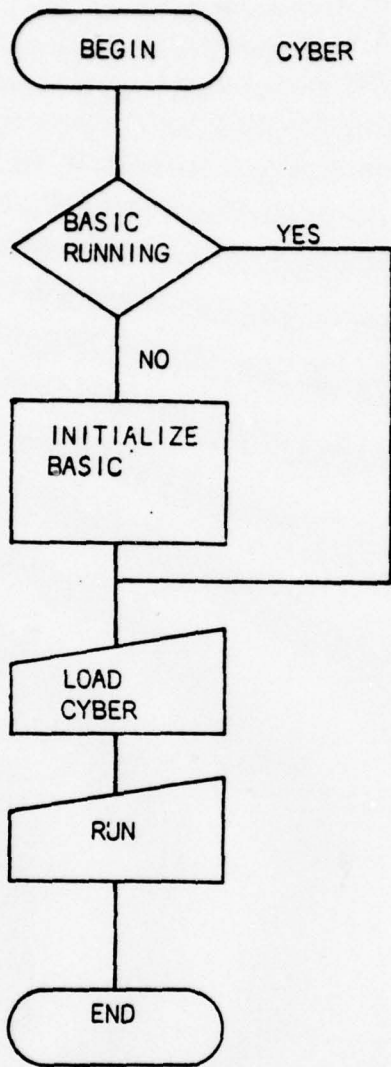 BEGIN CYBER
BASIC
RUNNING
YES
NO
INITIALIZE
BASIC
LOAD
CYBER
RUN
END